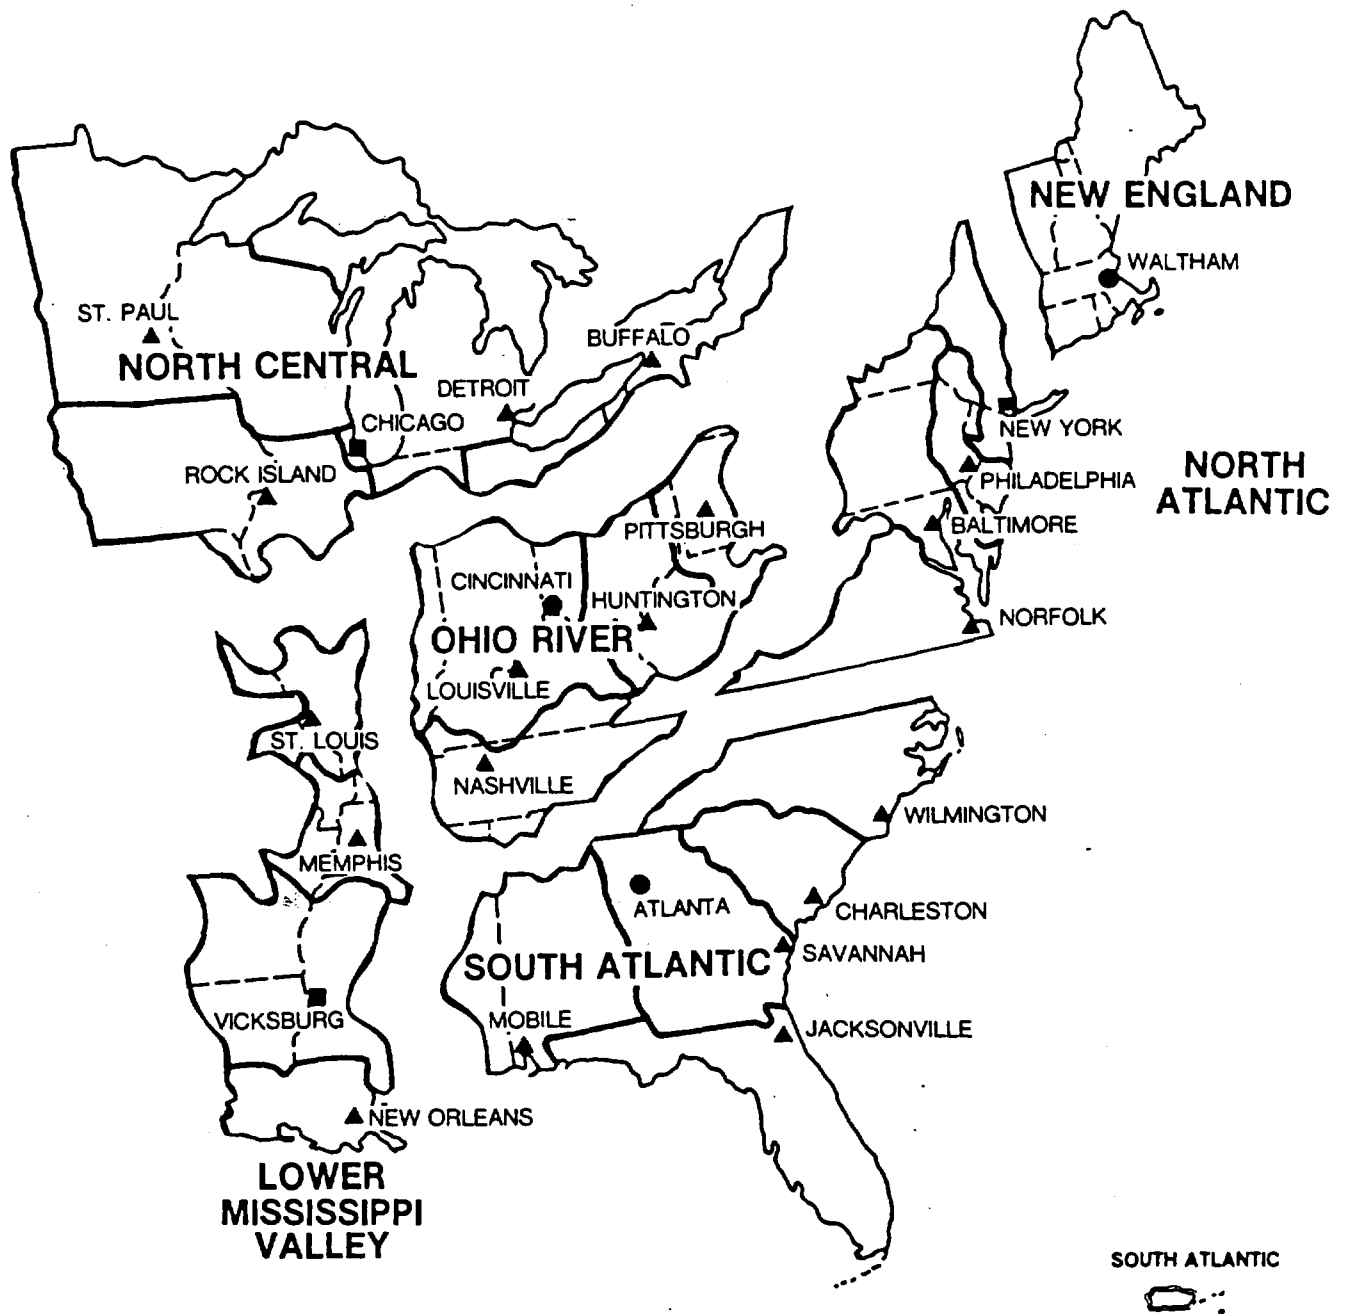 NEW ENGLAND
WALTHAM
ST. PAUL
NORTH CENTRAL
BUFFALO
DETROIT
CHICAGO
ROCK ISLAND
NEW YORK
NORTH
ATLANTIC
PHILADELPHIA
BALTIMORE
NORFOLK
PITTSBURGH
CINCINNATI
HUNTINGTON
OHIO RIVER
LOUISVILLE
NASHVILLE
ST. LOUIS
MEMPHIS
VICKSBURG
NEW ORLEANS
LOWER
MISSISSIPPI
VALLEY
WILMINGTON
ATLANTA
CHARLESTON
SAVANNAH
SOUTH ATLANTIC
MOBILE
JACKSONVILLE
SOUTH ATLANTIC